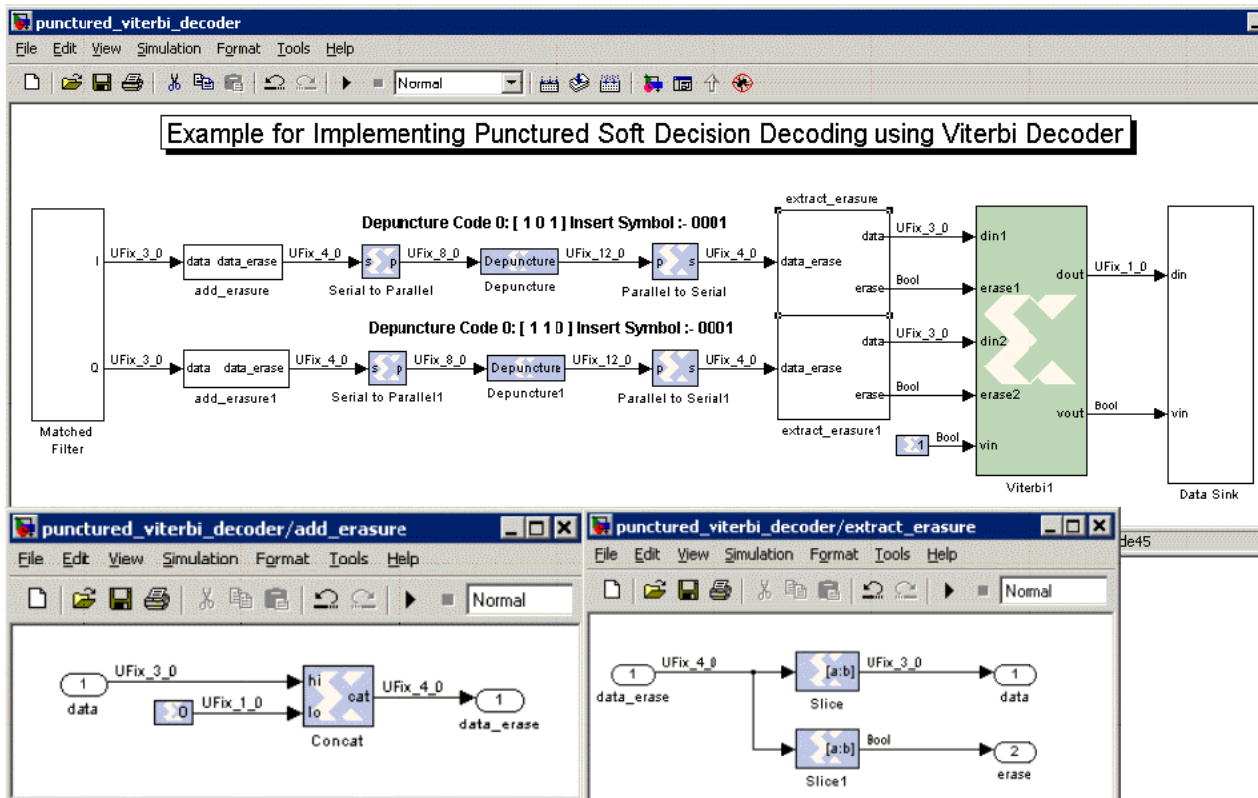 punctured_viterbi_decoder
File Edit View Simulation Format Tools Help
Normal
Example for Implementing Punctured Soft Decision Decoding using Viterbi Decoder
Depuncture Code 0: [ 1 0 1 ] Insert Symbol :- 0001
I
UFix_3_0
data data_erase
add_erasure
UFix_4_0
s p
Serial to Parallel
UFix_8_0
Depuncture
Depuncture
UFix_12_0
p s
Parallel to Serial
UFix_4_0
extract_erasure
data_erase
data
erase
UFix_3_0
Bool
Depuncture Code 0: [ 1 1 0 ] Insert Symbol :- 0001
Q
UFix_3_0
data data_erase
add_erasure1
UFix_4_0
s p
Serial to Parallel1
UFix_8_0
Depuncture
Depuncture1
UFix_12_0
p s
Parallel to Serial1
UFix_4_0
data_erase
data
erase
extract_erasure1
UFix_3_0
Bool
1
Bool
din1
erase1
din2
erase2
vin
dout
vout
Viterbi1
UFix_1_0
Bool
din
vin
Data Sink
Matched
Filter
de45
punctured_viterbi_decoder/add_erasure
File Edit View Simulation Format Tools Help
Normal
1
data
UFix_3_0
0
UFix_1_0
hi
lo
cat
Concat
UFix_4_0
1
data_erase
punctured_viterbi_decoder/extract_erasure
File Edit View Simulation Format Tools Help
Normal
1
data_erase
UFix_4_0
[a:b]
Slice
UFix_3_0
1
data
[a:b]
Slice1
Bool
2
erase